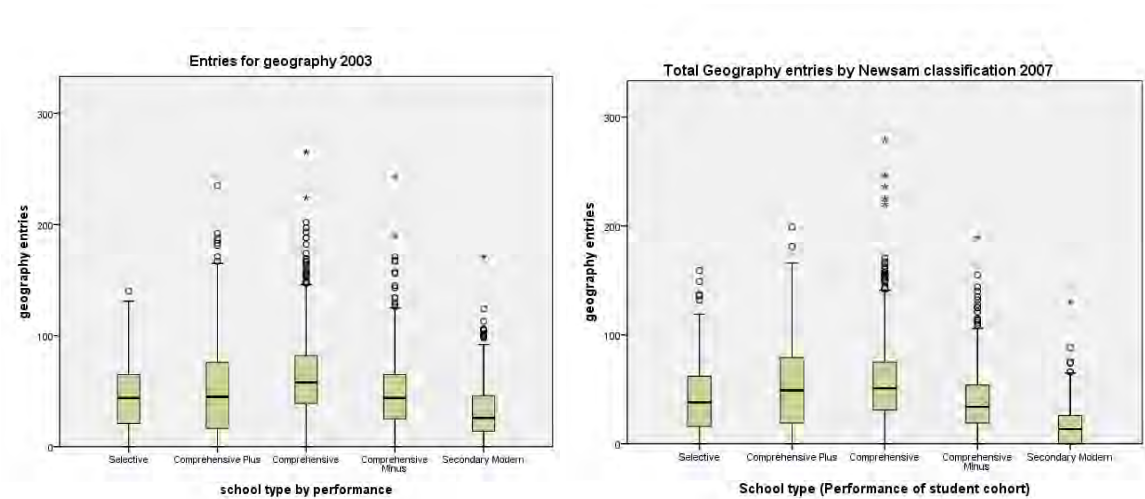 Entries for geography 2003
300
200
100
0
geography entries
Selective
Comprehensive Plus
Comprehensive
Comprehensive
Minus
Secondary Modern
school type by performance
Total Geography entries by Newsam classification 2007
300
200
100
0
geography entries
Selective
Comprehensive Plus
Comprehensive
Comprehensive
Minus
Secondary Modern
School type (Performance of student cohort)